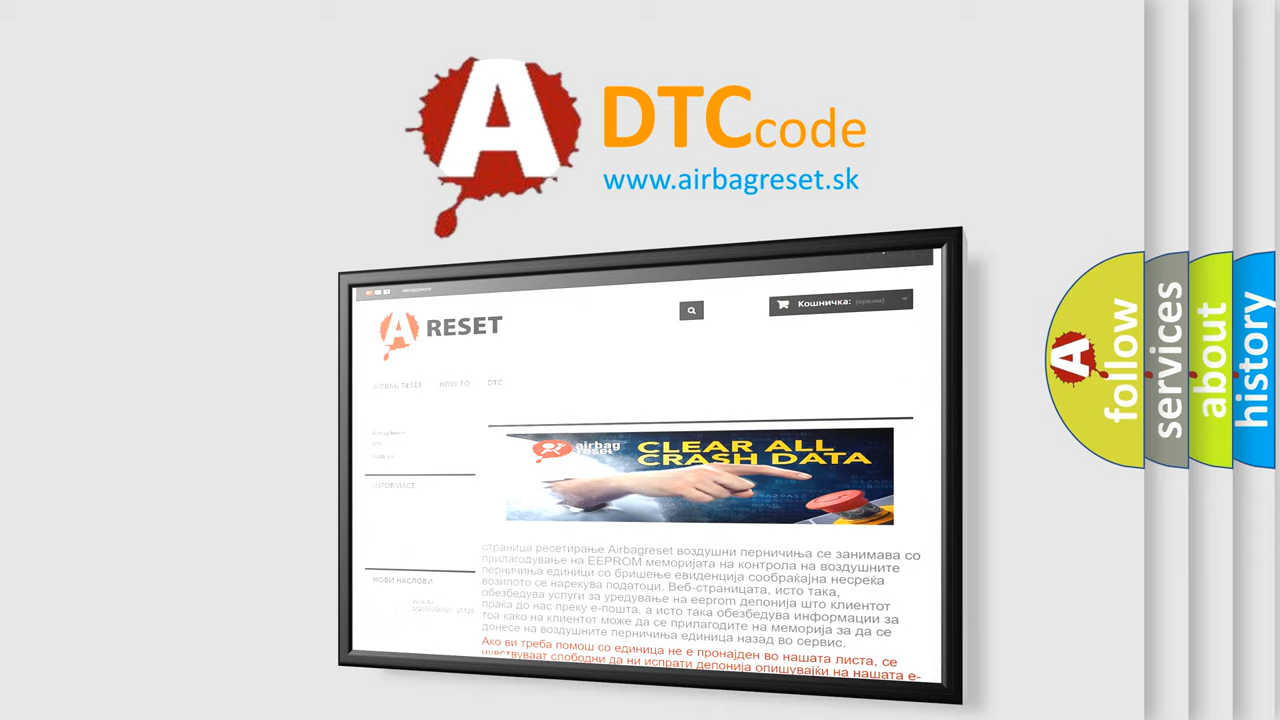 A
DTCcode
www.airbagreset.sk
A RESET
Кошничка: (празни)
AIRBAG RESET HOW TO DTC
INFORMACE
НОВИ НАСЛОВИ
airbag
reset
CLEAR ALL
CRASH DATA
страница ресетирање Airbagreset воздушни перничиња се занимава со
прилагодување на EEPROM меморијата на контрола на воздушните
перничиња единици со бришење евиденција сообраќајна несреќа
возилото се нарекува податоци. Веб-страницата, исто така,
обезбедува услуги за уредување на eeprom депонија што клиентот
праќа до нас преку е-пошта, а исто така обезбедува информации за
тоа како на клиентот може да се прилагодите на меморија за да се
донесе на воздушните перничиња единица назад во сервис.
Ако ви треба помош со единица не е пронајден во нашата листа, се
чувствуваат слободни да ни испрати депонија опишувајќи на нашата е-
A
follow
services
about
history